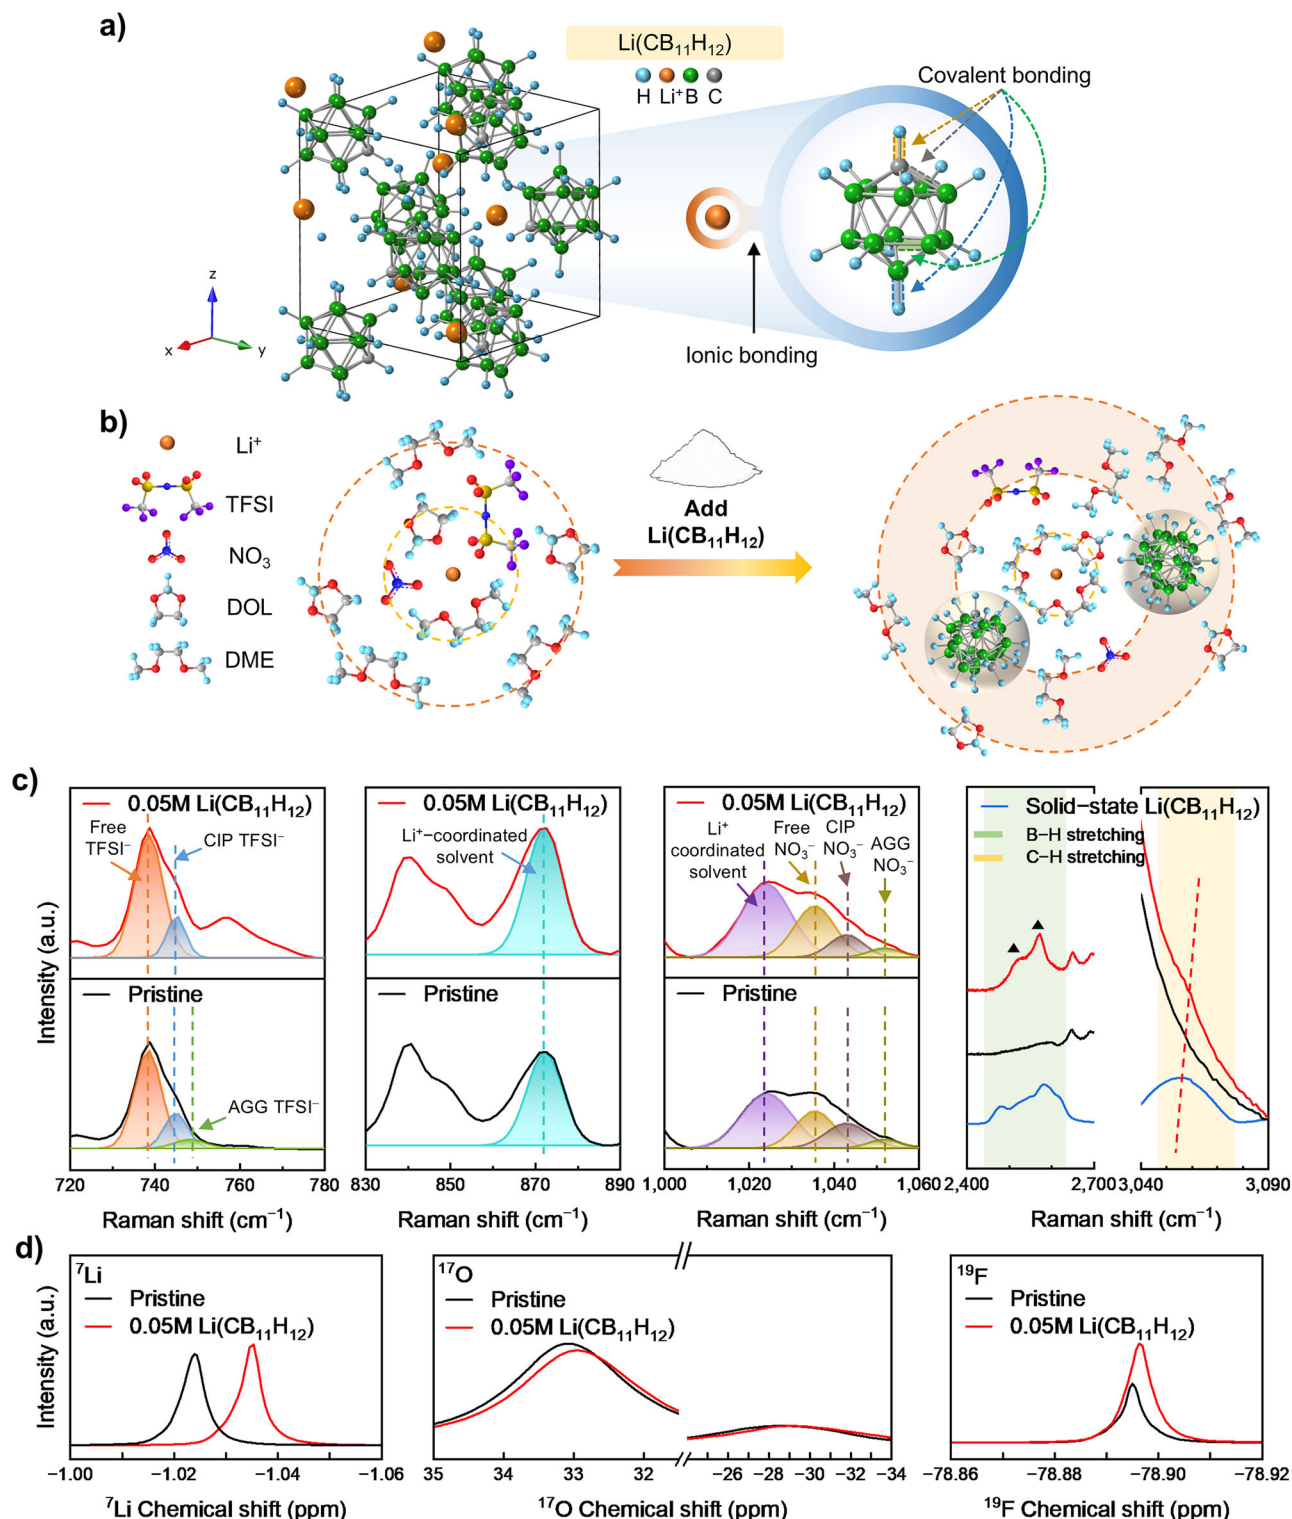 a)
Li(CB₁₁H₁₂)
H Li⁺ B C
Covalent bonding
Ionic bonding
z
x
y
b)
Li⁺
TFSI
NO₃
DOL
DME
Add
Li(CB₁₁H₁₂)
c)
Intensity (a.u.)
0.05M Li(CB₁₁H₁₂)
Free
TFSI⁻
CIP TFSI⁻
Pristine
AGG TFSI⁻
720 740 760 780
Raman shift (cm⁻¹)
0.05M Li(CB₁₁H₁₂)
Li⁺−coordinated
solvent
Pristine
830 850 870 890
Raman shift (cm⁻¹)
0.05M Li(CB₁₁H₁₂)
Li⁺
coordinated
solvent
Free
NO₃⁻
CIP
NO₃⁻
AGG
NO₃⁻
Pristine
1,000 1,020 1,040 1,060
Raman shift (cm⁻¹)
Solid−state Li(CB₁₁H₁₂)
B−H stretching
C−H stretching
2,400 2,700 3,040 3,090
Raman shift (cm⁻¹)
d)
Intensity (a.u.)
⁷Li
Pristine
0.05M Li(CB₁₁H₁₂)
−1.00 −1.02 −1.04 −1.06
⁷Li Chemical shift (ppm)
¹⁷O
Pristine
0.05M Li(CB₁₁H₁₂)
35 34 33 32 −26 −28 −30 −32 −34
¹⁷O Chemical shift (ppm)
¹⁹F
Pristine
0.05M Li(CB₁₁H₁₂)
−78.86 −78.88 −78.90 −78.92
¹⁹F Chemical shift (ppm)